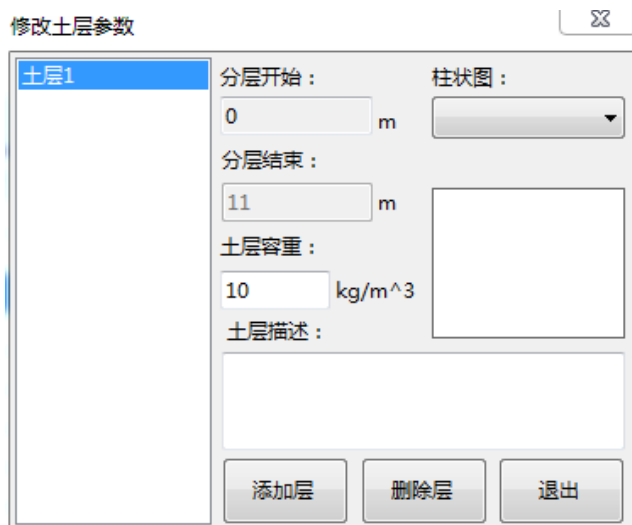 修改土层参数
土层1
分层开始：
柱状图：
0
m
分层结束：
11
m
土层容重：
10
kg/m^3
土层描述：
添加层
删除层
退出